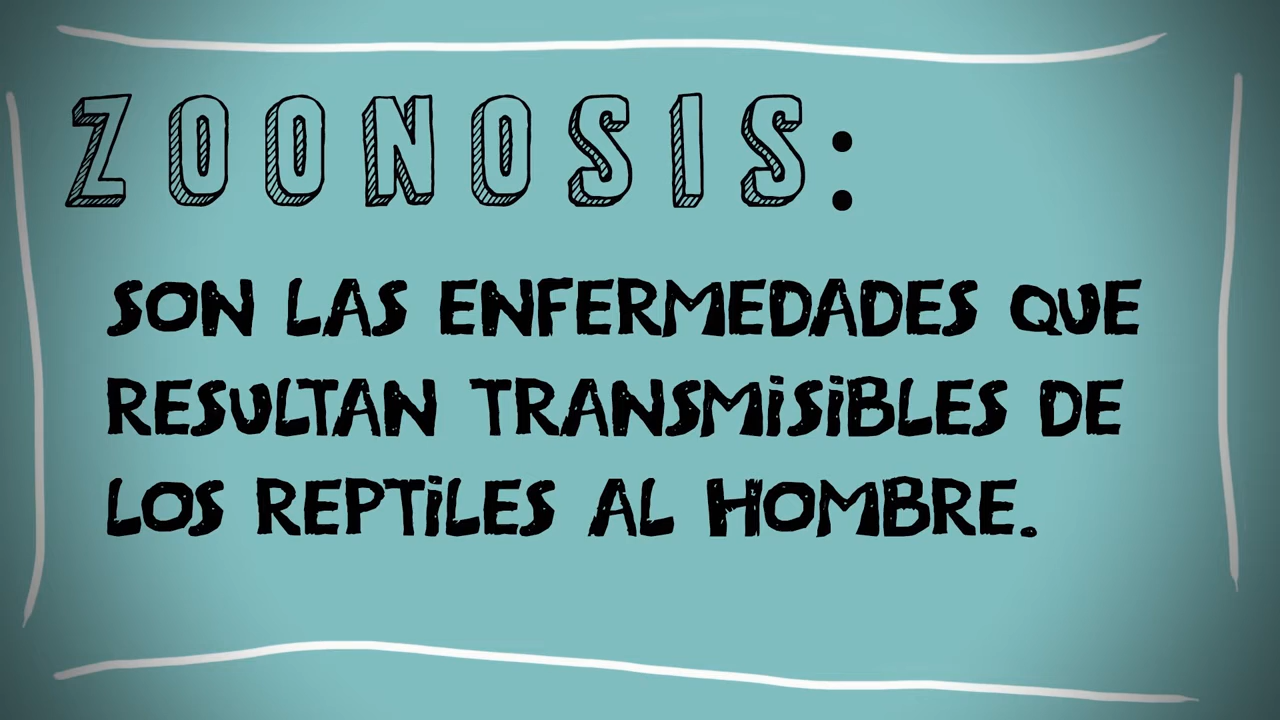 ZOONOSIS:
SON LAS ENFERMEDADES QUE
RESULTAN TRANSMiSiBLES DE
LOS REPTiLES AL HOMBRE.